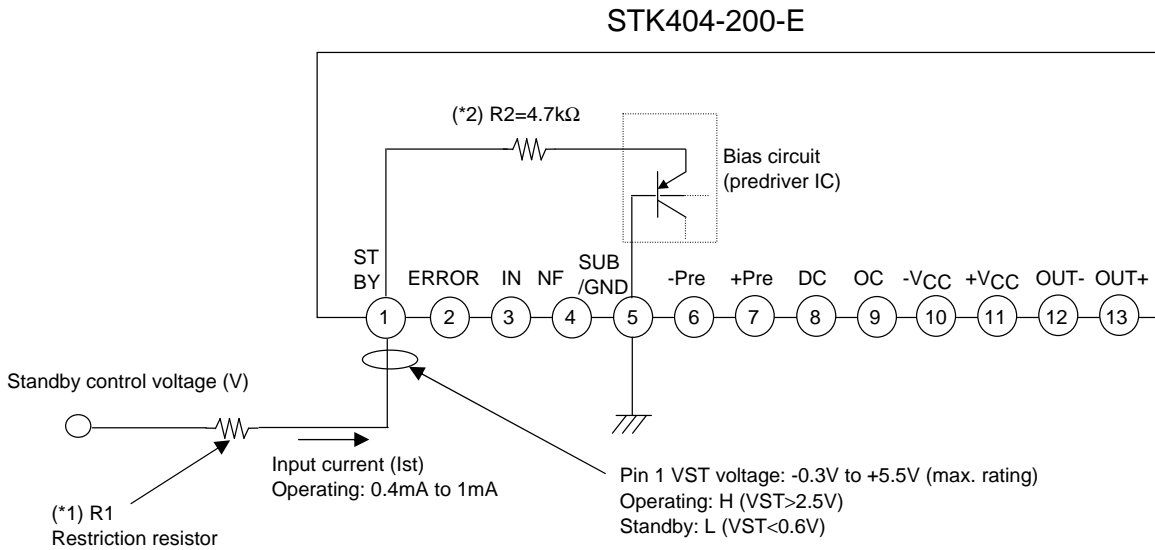 STK404-200-E
(*2) R2=4.7kΩ
Bias circuit
(predriver IC)
ST
BY
ERROR
IN
NF
SUB
/GND
-Pre
+Pre
DC
OC
-VCC
+VCC
OUT-
OUT+
1
2
3
4
5
6
7
8
9
10
11
12
13
Standby control voltage (V)
Input current (Ist)
Operating: 0.4mA to 1mA
(*1) R1
Restriction resistor
Pin 1 VST voltage: -0.3V to +5.5V (max. rating)
Operating: H (VST>2.5V)
Standby: L (VST<0.6V)